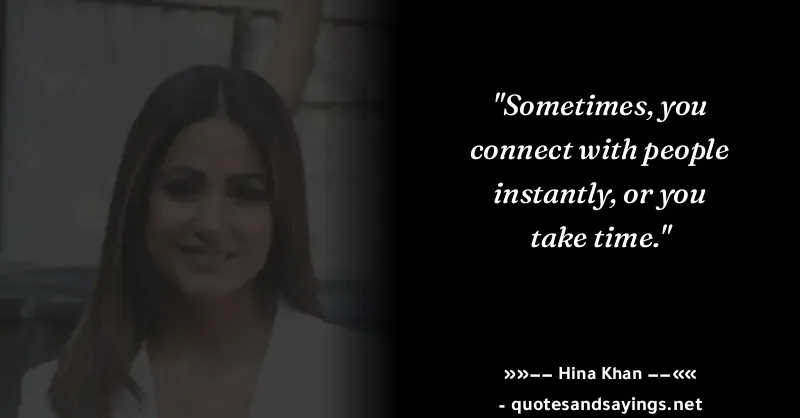 "Sometimes, you
connect with people
instantly, or you
take time."
»»−− Hina Khan −−««
- quotesandsayings.net